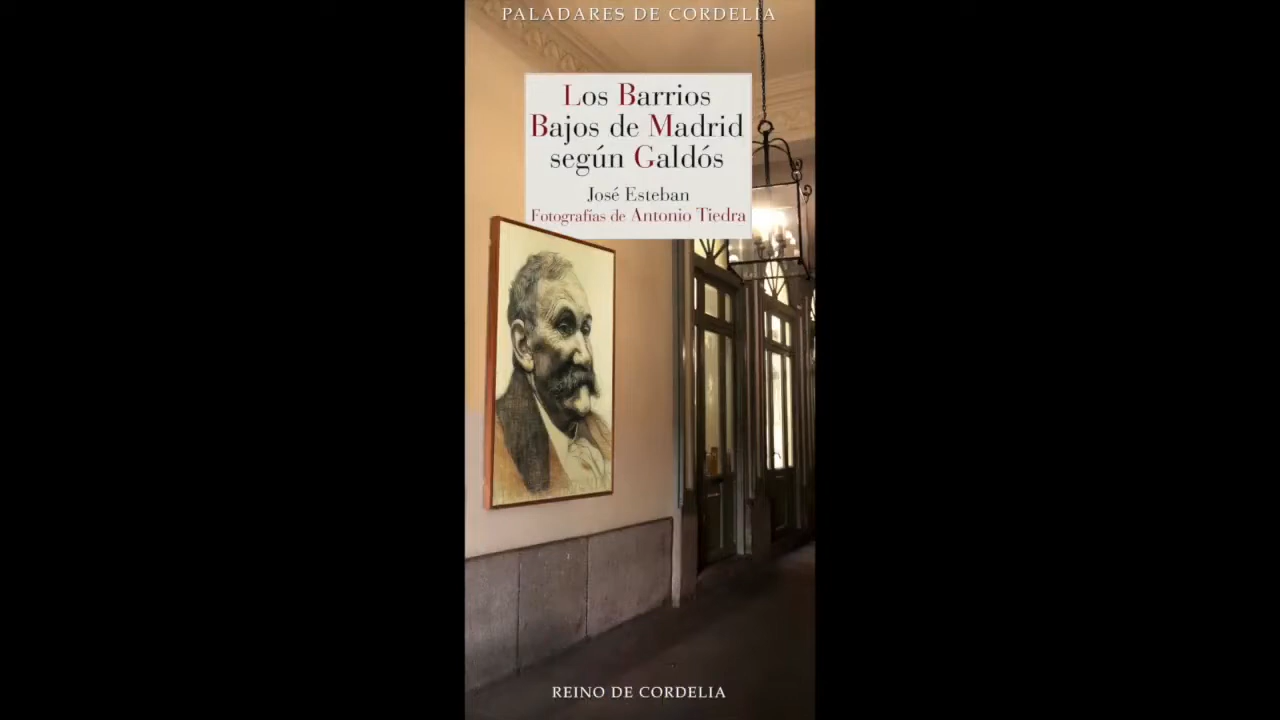 PALADARES DE CORDELIA
Los Barrios
Bajos de Madrid
según Galdós
José Esteban
Fotografías de Antonio Tiedra
REINO DE CORDELIA